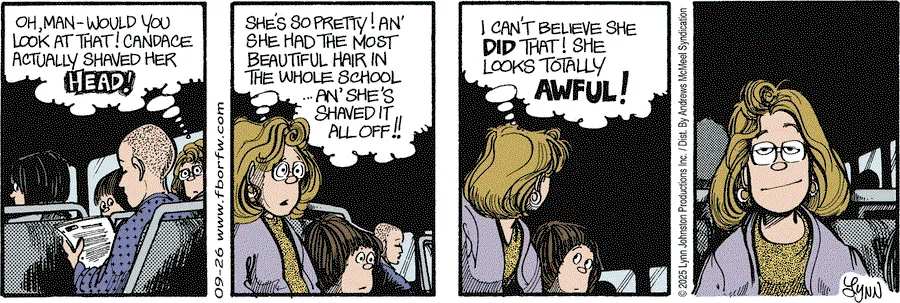 OH, MAN-WOULD YOU
LOOK AT THAT! CANDACE
ACTUALLY SHAVED HER
HEAD!
09-26 www.fborfw.com
SHE'S SO PRETTY! AN'
SHE HAD THE MOST
BEAUTIFUL HAIR IN
THE WHOLE SCHOOL
...AN' SHE'S
SHAVED IT
ALL OFF!!
I CAN'T BELIEVE SHE
DID THAT! SHE
LOOKS TOTALLY
AWFUL!
© 2025 Lynn Johnston Productions Inc. / Dist. By Andrews McMeel Syndication
LYNN